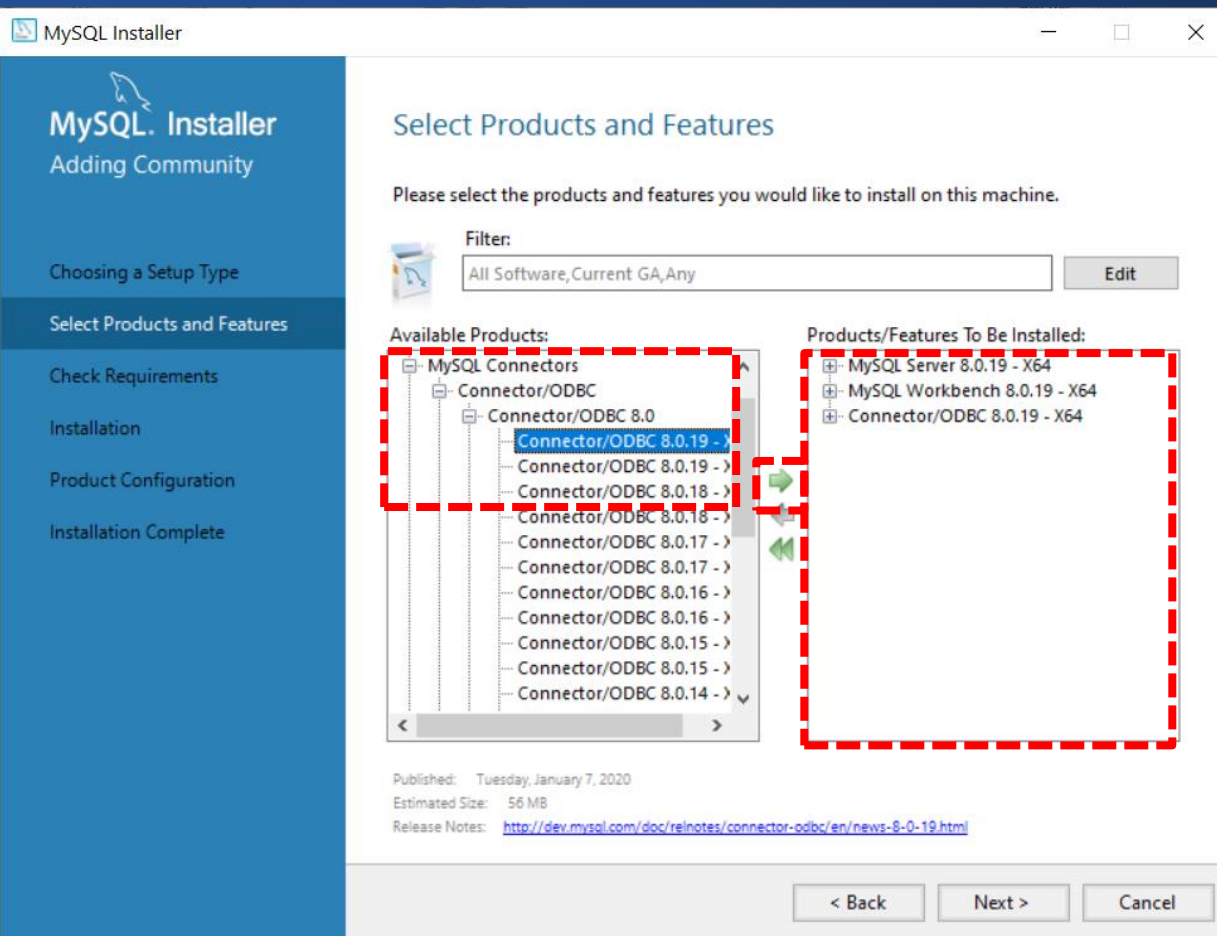 MySQL Installer
MySQL. Installer
Adding Community
Choosing a Setup Type
Select Products and Features
Check Requirements
Installation
Product Configuration
Installation Complete
Select Products and Features
Please select the products and features you would like to install on this machine.
Filter:
All Software,Current GA,Any
Edit
Available Products:
MySQL Connectors
Connector/ODBC
Connector/ODBC 8.0
Connector/ODBC 8.0.19 - X
Connector/ODBC 8.0.19 - X
Connector/ODBC 8.0.18 - X
Connector/ODBC 8.0.18 - X
Connector/ODBC 8.0.17 - X
Connector/ODBC 8.0.17 - X
Connector/ODBC 8.0.16 - X
Connector/ODBC 8.0.16 - X
Connector/ODBC 8.0.15 - X
Connector/ODBC 8.0.15 - X
Connector/ODBC 8.0.14 - X
Products/Features To Be Installed:
MySQL Server 8.0.19 - X64
MySQL Workbench 8.0.19 - X64
Connector/ODBC 8.0.19 - X64
Published: Tuesday, January 7, 2020
Estimated Size: 56 MB
Release Notes: http://dev.mysql.com/doc/relnotes/connector-odbc/en/news-8-0-19.html
< Back
Next >
Cancel